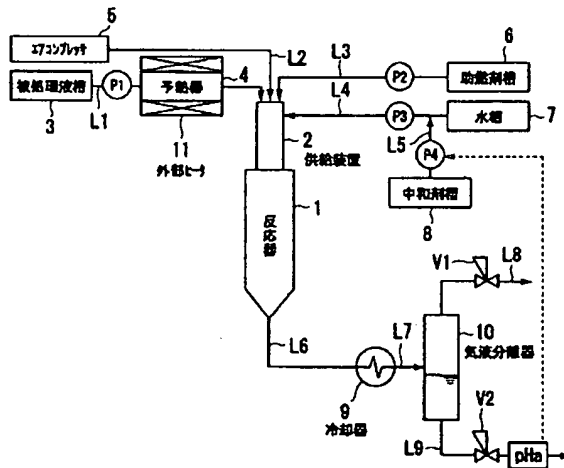 5
エアコンプレッサ
被処理液槽
3
L1
P1
予熱器
4
11
外部ヒータ
L2
L3
L4
P2
助燃剤槽
6
P3
水槽
7
L5
P4
中和剤槽
8
2
供給装置
1
反応器
L6
9
冷却器
L7
V1
L8
10
気液分離器
V2
L9
pHa